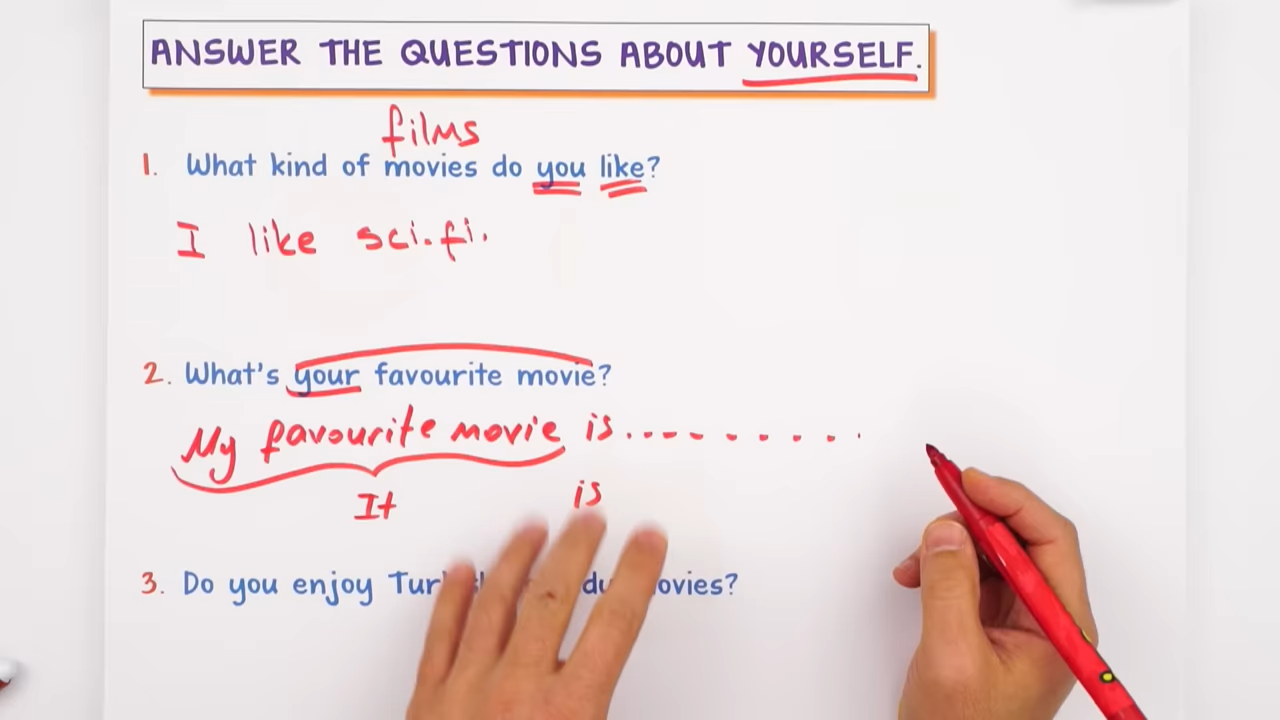 ANSWER THE QUESTIONS ABOUT YOURSELF.
films
1. What kind of movies do you like?
I like sci.fi.
2. What's your favourite movie?
My favourite movie is.........
It is
3. Do you enjoy movies?